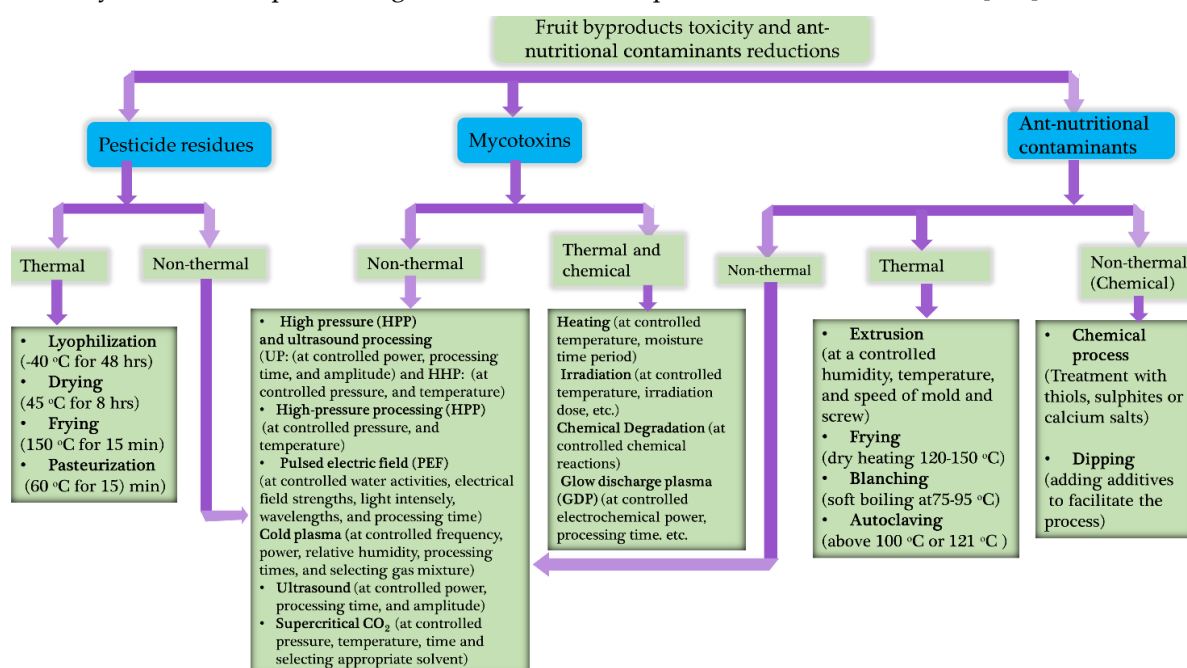 Fruit byproducts toxicity and ant-
nutritional contaminants reductions
Pesticide residues
Mycotoxins
Ant-nutritional
contaminants
Thermal
Non-thermal
Non-thermal
Thermal and
chemical
Non-thermal
Thermal
Non-thermal
(Chemical)
• Lyophilization
(-40 °C for 48 hrs)
• Drying
(45 °C for 8 hrs)
• Frying
(150 °C for 15 min)
• Pasteurization
(60 °C for 15) min)
• High pressure (HPP)
and ultrasound processing
(UP: (at controlled power, processing
time, and amplitude) and HHP: (at
controlled pressure, and temperature)
• High-pressure processing (HPP)
(at controlled pressure, and
temperature)
• Pulsed electric field (PEF)
(at controlled water activities, electrical
field strengths, light intensely,
wavelengths, and processing time)
Cold plasma (at controlled frequency,
power, relative humidity, processing
times, and selecting gas mixture)
• Ultrasound (at controlled power,
processing time, and amplitude)
• Supercritical CO₂ (at controlled
pressure, temperature, time and
selecting appropriate solvent)
Heating (at controlled
temperature, moisture
time period)
Irradiation (at controlled
temperature, irradiation
dose, etc.)
Chemical Degradation (at
controlled chemical
reactions)
Glow discharge plasma
(GDP) (at controlled
electrochemical power,
processing time. etc.
• Extrusion
(at a controlled
humidity, temperature,
and speed of mold and
screw)
• Frying
(dry heating 120-150 °C)
• Blanching
(soft boiling at75-95 °C)
• Autoclaving
(above 100 °C or 121 °C )
• Chemical
process
(Treatment with
thiols, sulphites or
calcium salts)
• Dipping
(adding additives
to facilitate the
process)